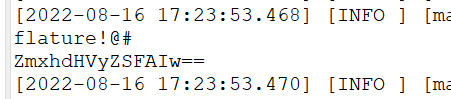 [2022-08-16 17:23:53.468] [INFO ] [ma
flature!@#
ZmxhdHVyZSFAIw==
[2022-08-16 17:23:53.470] [INFO ] [ma